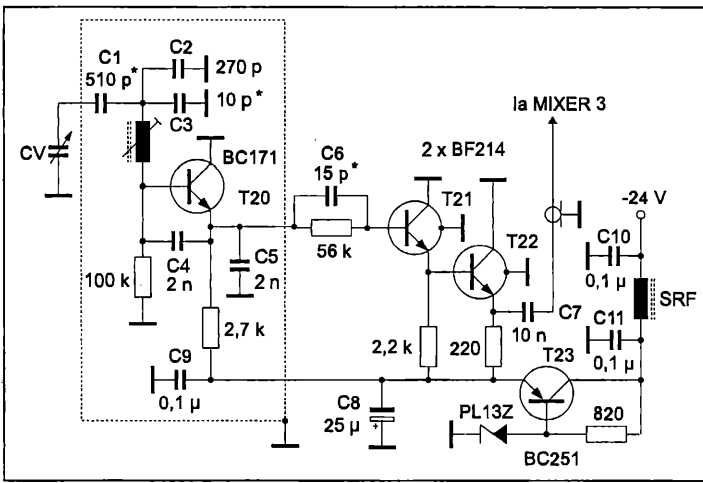 C1
510 p*
C2
270 p
10 p*
C3
CV
BC171
T20
C6
15 p*
56 k
2 x BF214
la MIXER 3
T21
T22
-24 V
C10
0,1 µ
SRF
C11
0,1 µ
C4
2 n
C5
2 n
100 k
2,7 k
C9
0,1 µ
2,2 k
220
C7
10 n
T23
C8
25 µ
+
PL13Z
820
BC251